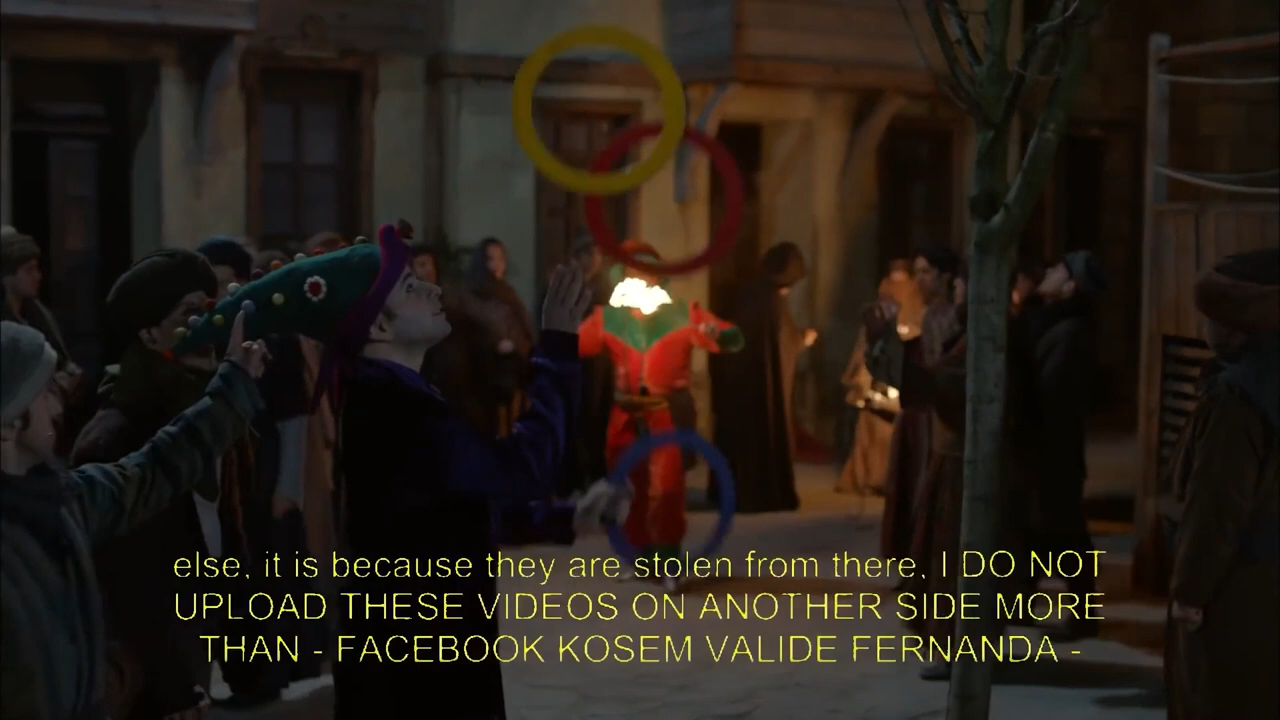 else, it is because they are stolen from there, I DO NOT
UPLOAD THESE VIDEOS ON ANOTHER SIDE MORE
THAN - FACEBOOK KOSEM VALIDE FERNANDA -